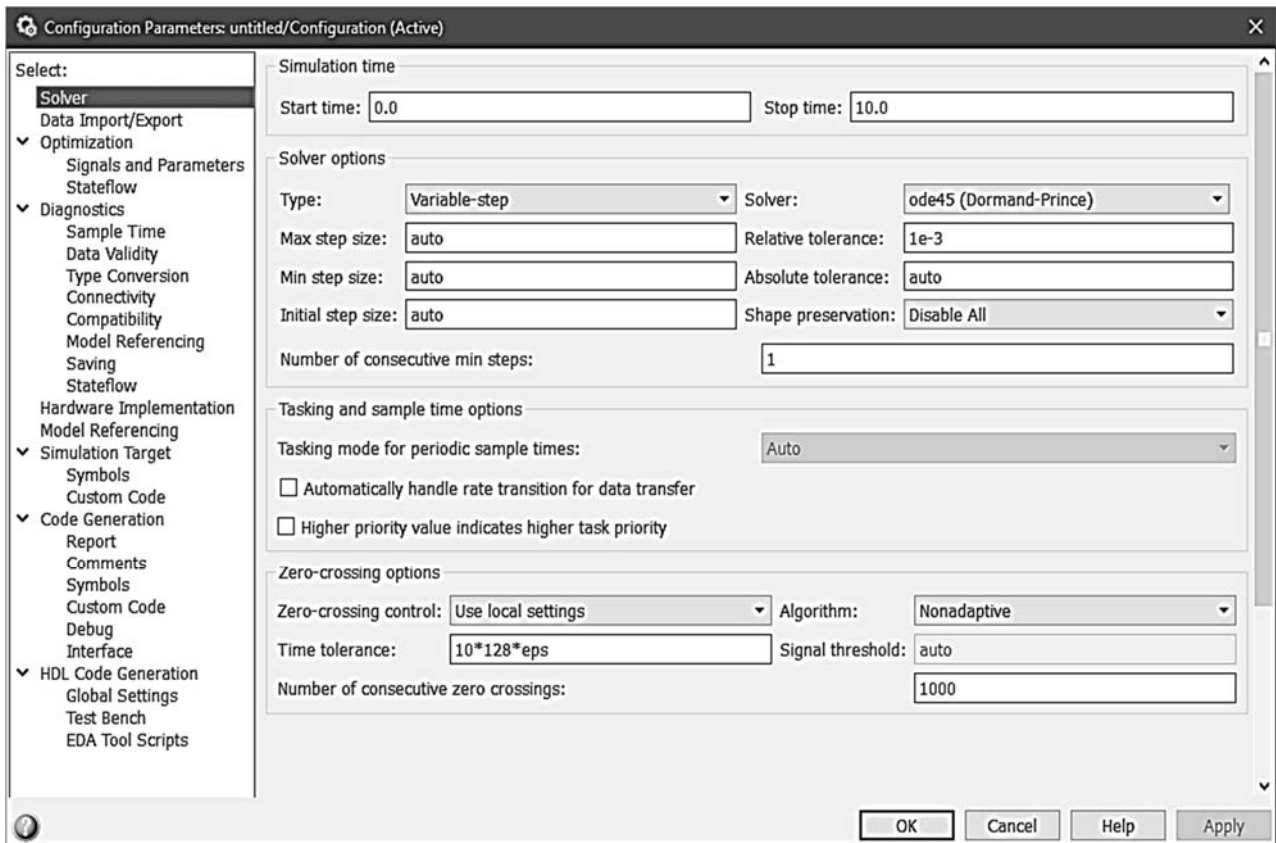 Configuration Parameters: untitled/Configuration (Active)
Select:
Solver
Data Import/Export
Optimization
Signals and Parameters
Stateflow
Diagnostics
Sample Time
Data Validity
Type Conversion
Connectivity
Compatibility
Model Referencing
Saving
Stateflow
Hardware Implementation
Model Referencing
Simulation Target
Symbols
Custom Code
Code Generation
Report
Comments
Symbols
Custom Code
Debug
Interface
HDL Code Generation
Global Settings
Test Bench
EDA Tool Scripts
Simulation time
Start time: 0.0 Stop time: 10.0
Solver options
Type: Variable-step Solver: ode45 (Dormand-Prince)
Max step size: auto Relative tolerance: 1e-3
Min step size: auto Absolute tolerance: auto
Initial step size: auto Shape preservation: Disable All
Number of consecutive min steps: 1
Tasking and sample time options
Tasking mode for periodic sample times: Auto
Automatically handle rate transition for data transfer
Higher priority value indicates higher task priority
Zero-crossing options
Zero-crossing control: Use local settings Algorithm: Nonadaptive
Time tolerance: 10*128*eps Signal threshold: auto
Number of consecutive zero crossings: 1000
OK Cancel Help Apply